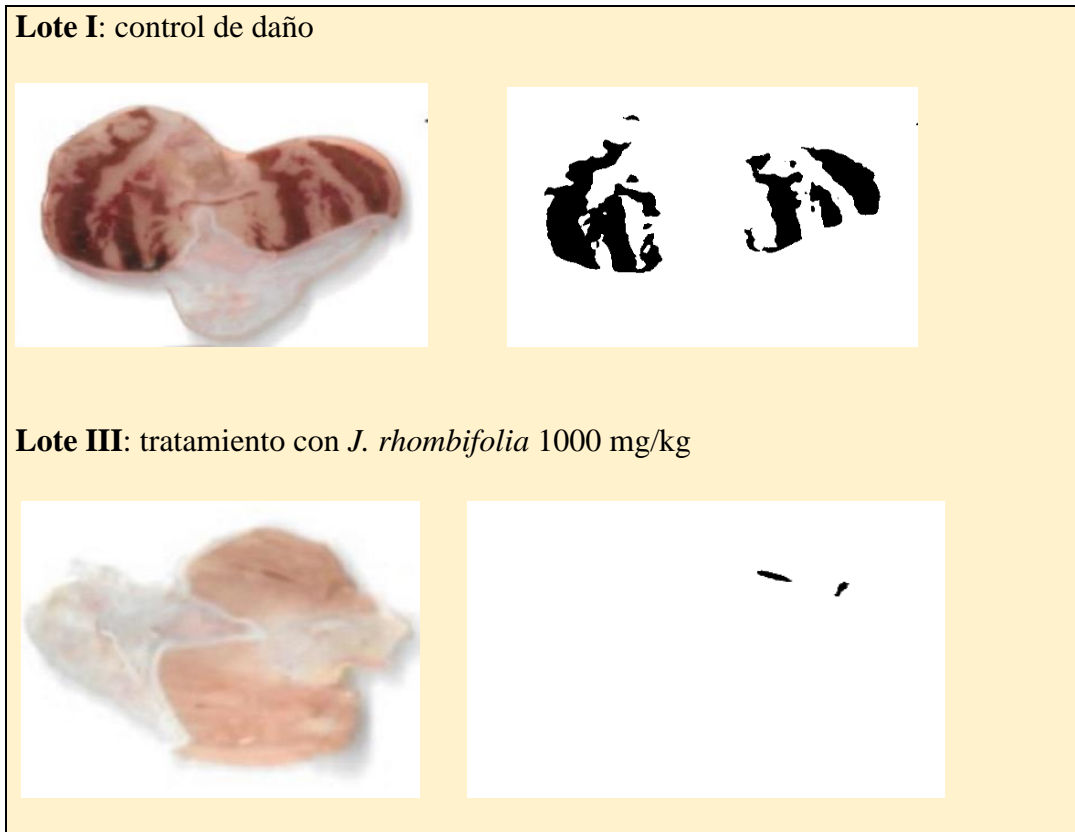 Lote I: control de daño
Lote III: tratamiento con J. rhombifolia 1000 mg/kg